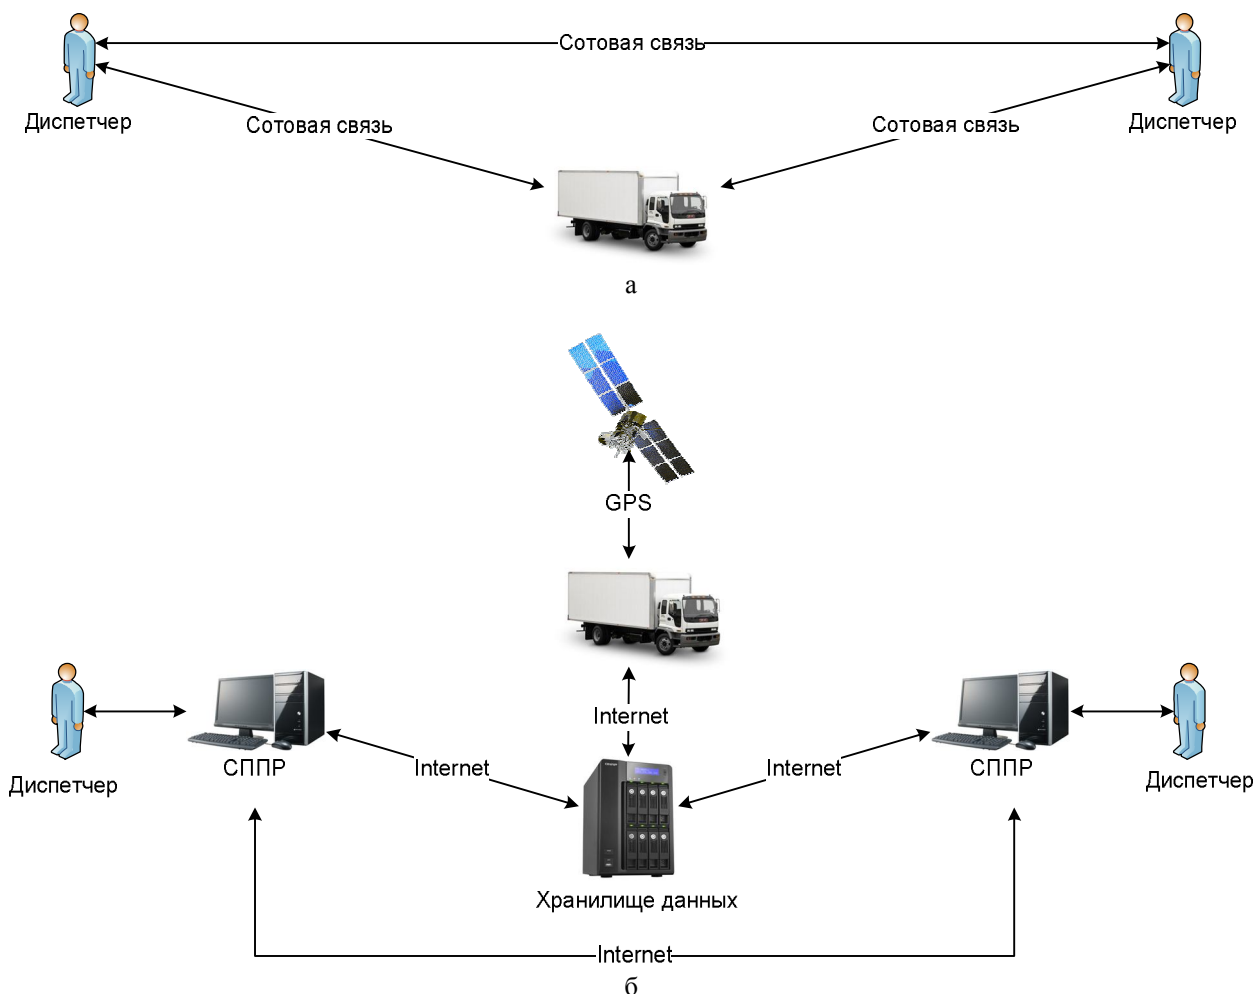 Сотовая связь
Диспетчер
Диспетчер
Сотовая связь
Сотовая связь
а
GPS
Internet
СППР
Internet
Internet
СППР
Диспетчер
Диспетчер
Хранилище данных
Internet
б